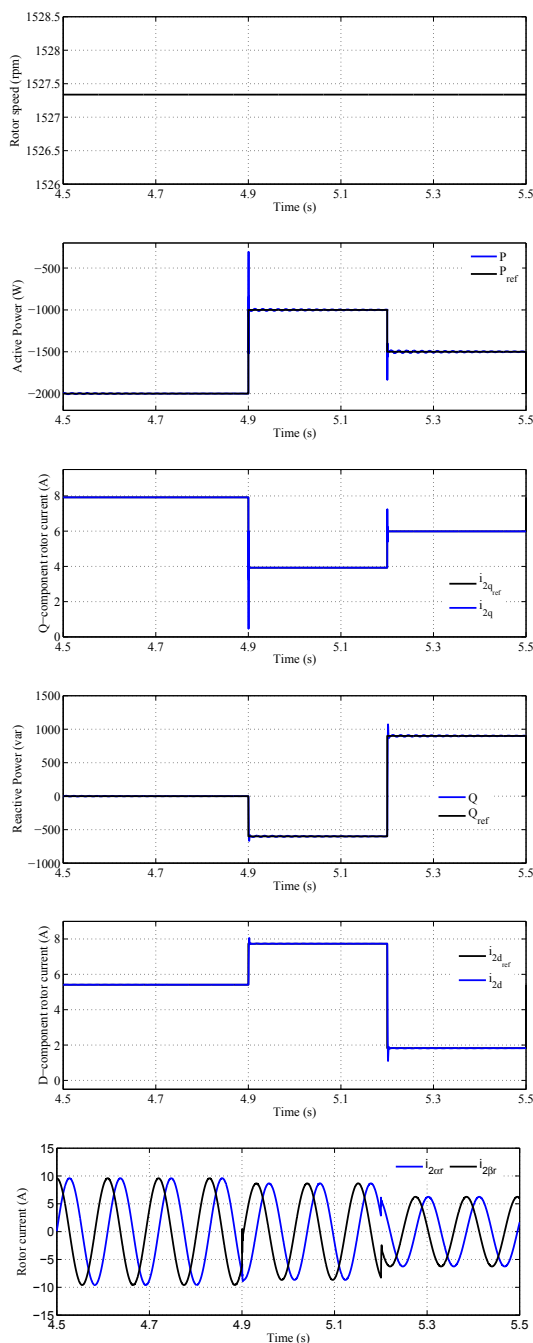 1528.5
1528
1527.5
1527
1526.5
1526
Rotor speed (rpm)
4.5 4.7 4.9 5.1 5.3 5.5
Time (s)
P
P_ref
−500
−1000
−1500
−2000
Active Power (W)
4.5 4.7 4.9 5.1 5.3 5.5
Time (s)
8
6
4
2
0
Q−component rotor current (A)
i_2q_ref
i_2q
4.5 4.7 4.9 5.1 5.3 5.5
Time (s)
1500
1000
500
0
−500
−1000
Reactive Power (var)
Q
Q_ref
4.5 4.7 4.9 5.1 5.3 5.5
Time (s)
8
6
4
2
0
D−component rotor current (A)
i_2d_ref
i_2d
4.5 4.7 4.9 5.1 5.3 5.5
Time (s)
15
10
5
0
−5
−10
−15
Rotor current (A)
i_2αr i_2βr
4.5 4.7 4.9 5.1 5.3 5.5
Time (s)